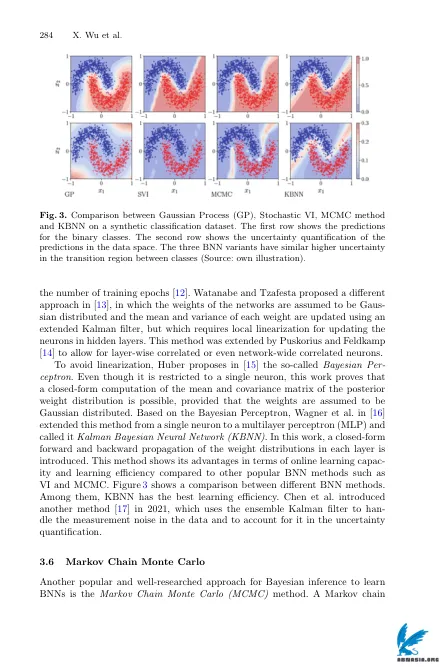 284 X. Wu et al.
1
0
−1
x2
−1 0 1
1.0
0.5
0.0
1
0
−1
x2
−1 0 1
x1
−1 0 1
x1
−1 0 1
x1
−1 0 1
x1
0.3
0.2
0.1
0.0
GP SVI MCMC KBNN
Fig. 3. Comparison between Gaussian Process (GP), Stochastic VI, MCMC method
and KBNN on a synthetic classification dataset. The first row shows the predictions
for the binary classes. The second row shows the uncertainty quantification of the
predictions in the data space. The three BNN variants have similar higher uncertainty
in the transition region between classes (Source: own illustration).
the number of training epochs [12]. Watanabe and Tzafesta proposed a different
approach in [13], in which the weights of the networks are assumed to be Gaus-
sian distributed and the mean and variance of each weight are updated using an
extended Kalman filter, but which requires local linearization for updating the
neurons in hidden layers. This method was extended by Puskorius and Feldkamp
[14] to allow for layer-wise correlated or even network-wide correlated neurons.
To avoid linearization, Huber proposes in [15] the so-called Bayesian Per-
ceptron. Even though it is restricted to a single neuron, this work proves that
a closed-form computation of the mean and covariance matrix of the posterior
weight distribution is possible, provided that the weights are assumed to be
Gaussian distributed. Based on the Bayesian Perceptron, Wagner et al. in [16]
extended this method from a single neuron to a multilayer perceptron (MLP) and
called it Kalman Bayesian Neural Network (KBNN). In this work, a closed-form
forward and backward propagation of the weight distributions in each layer is
introduced. This method shows its advantages in terms of online learning capac-
ity and learning efficiency compared to other popular BNN methods such as
VI and MCMC. Figure 3 shows a comparison between different BNN methods.
Among them, KBNN has the best learning efficiency. Chen et al. introduced
another method [17] in 2021, which uses the ensemble Kalman filter to han-
dle the measurement noise in the data and to account for it in the uncertainty
quantification.
3.6 Markov Chain Monte Carlo
Another popular and well-researched approach for Bayesian inference to learn
BNNs is the Markov Chain Monte Carlo (MCMC) method. A Markov chain